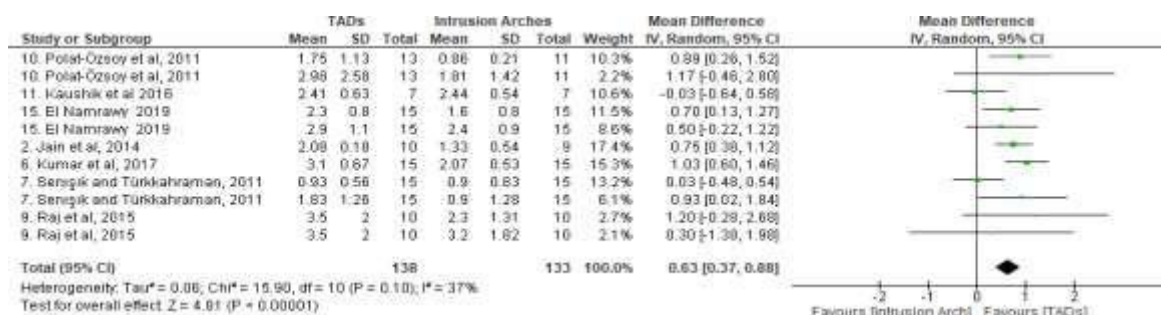 TADs Intrusion Arches Mean Difference Mean Difference
Study or Subgroup Mean SD Total Mean SD Total Weight IV, Random, 95% CI IV, Random, 95% CI
10. Polat-Özsoy et al, 2011 1.75 1.13 13 0.86 0.21 11 10.3% 0.89 [0.26, 1.52]
10. Polat-Özsoy et al, 2011 2.98 2.58 13 1.81 1.42 11 2.2% 1.17 [-0.46, 2.80]
11. Kaushik et al 2016 2.41 0.63 7 2.44 0.54 7 10.6% -0.03 [-0.64, 0.58]
15. El Namrawy 2019 2.3 0.8 15 1.6 0.8 15 11.5% 0.70 [0.13, 1.27]
15. El Namrawy 2019 2.9 1.1 15 2.4 0.9 15 8.6% 0.50 [-0.22, 1.22]
2. Jain et al, 2014 2.08 0.18 10 1.33 0.54 9 17.4% 0.75 [0.38, 1.12]
6. Kumar et al, 2017 3.1 0.67 15 2.07 0.53 15 15.3% 1.03 [0.60, 1.46]
7. Senışık and Türkkahraman, 2011 0.93 0.56 15 0.9 0.83 15 13.2% 0.03 [-0.48, 0.54]
7. Senışık and Türkkahraman, 2011 1.83 1.26 15 0.9 1.28 15 6.1% 0.93 [0.02, 1.84]
9. Raj et al, 2015 3.5 2 10 2.3 1.31 10 2.7% 1.20 [-0.28, 2.68]
9. Raj et al, 2015 3.5 2 10 3.2 1.82 10 2.1% 0.30 [-1.38, 1.98]
Total (95% CI) 138 133 100.0% 0.63 [0.37, 0.88]
Heterogeneity: Tau² = 0.06; Chi² = 15.90, df = 10 (P = 0.10); I² = 37%
Test for overall effect: Z = 4.81 (P < 0.00001)
-2 -1 0 1 2
Favours [Intrusion Arch] Favours [TADs]